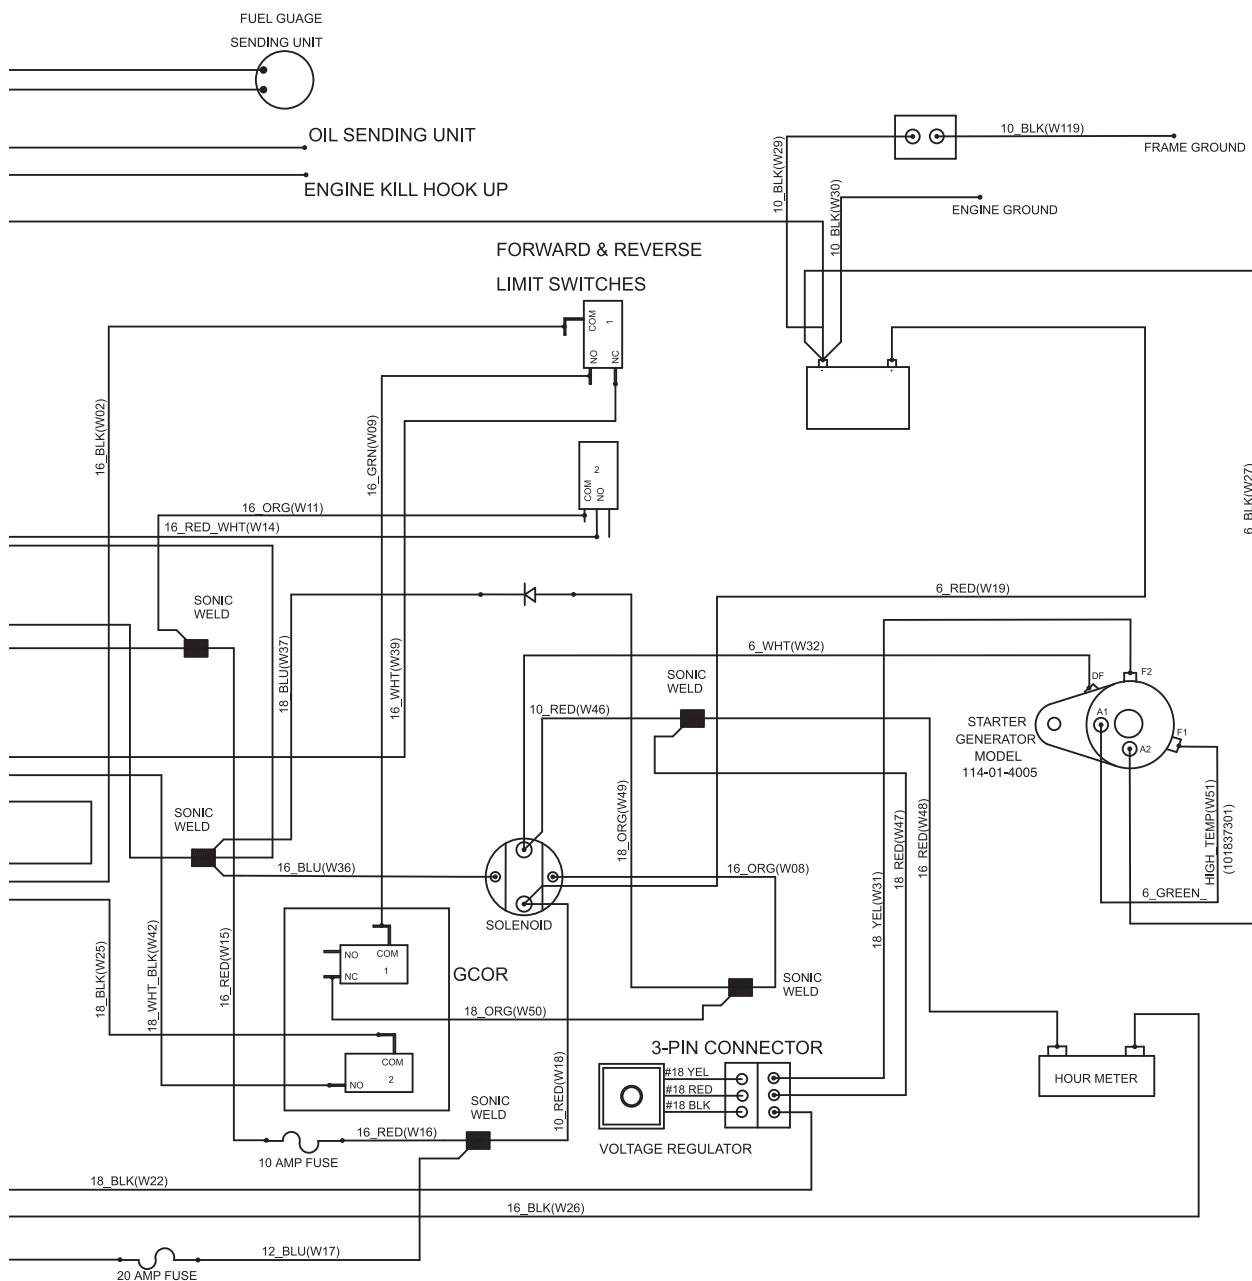 FUEL GUAGE
SENDING UNIT
OIL SENDING UNIT
ENGINE KILL HOOK UP
10_BLK(W29)
10_BLK(W30)
10_BLK(W119)
FRAME GROUND
ENGINE GROUND
FORWARD & REVERSE
LIMIT SWITCHES
COM
1
NO
NC
-
+
16_BLK(W02)
16_GRN(W09)
2
COM
NO
6_BLK(W27)
16_ORG(W11)
16_RED_WHT(W14)
SONIC
WELD
18_BLU(W37)
16_WHT(W39)
6_RED(W19)
6_WHT(W32)
SONIC
WELD
10_RED(W46)
DF
F2
A1
A2
F1
STARTER
GENERATOR
MODEL
114-01-4005
SONIC
WELD
18_ORG(W49)
18_RED(W47)
16_RED(W48)
18_YEL(W31)
HIGH_TEMP(W51)
(101837301)
6_GREEN_
16_BLU(W36)
16_ORG(W08)
SOLENOID
18_BLK(W25)
18_WHT_BLK(W42)
16_RED(W15)
NO
COM
NC
1
GCOR
SONIC
WELD
18_ORG(W50)
COM
NO
2
10_RED(W18)
3-PIN CONNECTOR
#18 YEL
#18 RED
#18 BLK
VOLTAGE REGULATOR
HOUR METER
SONIC
WELD
16_RED(W16)
10 AMP FUSE
18_BLK(W22)
16_BLK(W26)
12_BLU(W17)
20 AMP FUSE